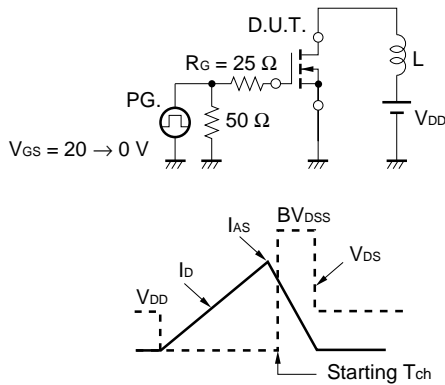 D.U.T.
RG = 25 Ω
L
PG.
50 Ω
VDD
VGS = 20 → 0 V
BVDSS
IAS
ID
VDS
VDD
Starting Tch